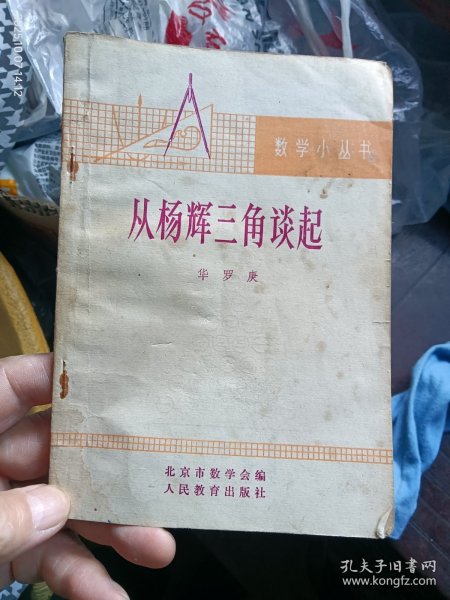 数学小丛书
从杨辉三角谈起
华罗庚
北京市数学会编
人民教育出版社
孔夫子旧书网
www.kongfz.com